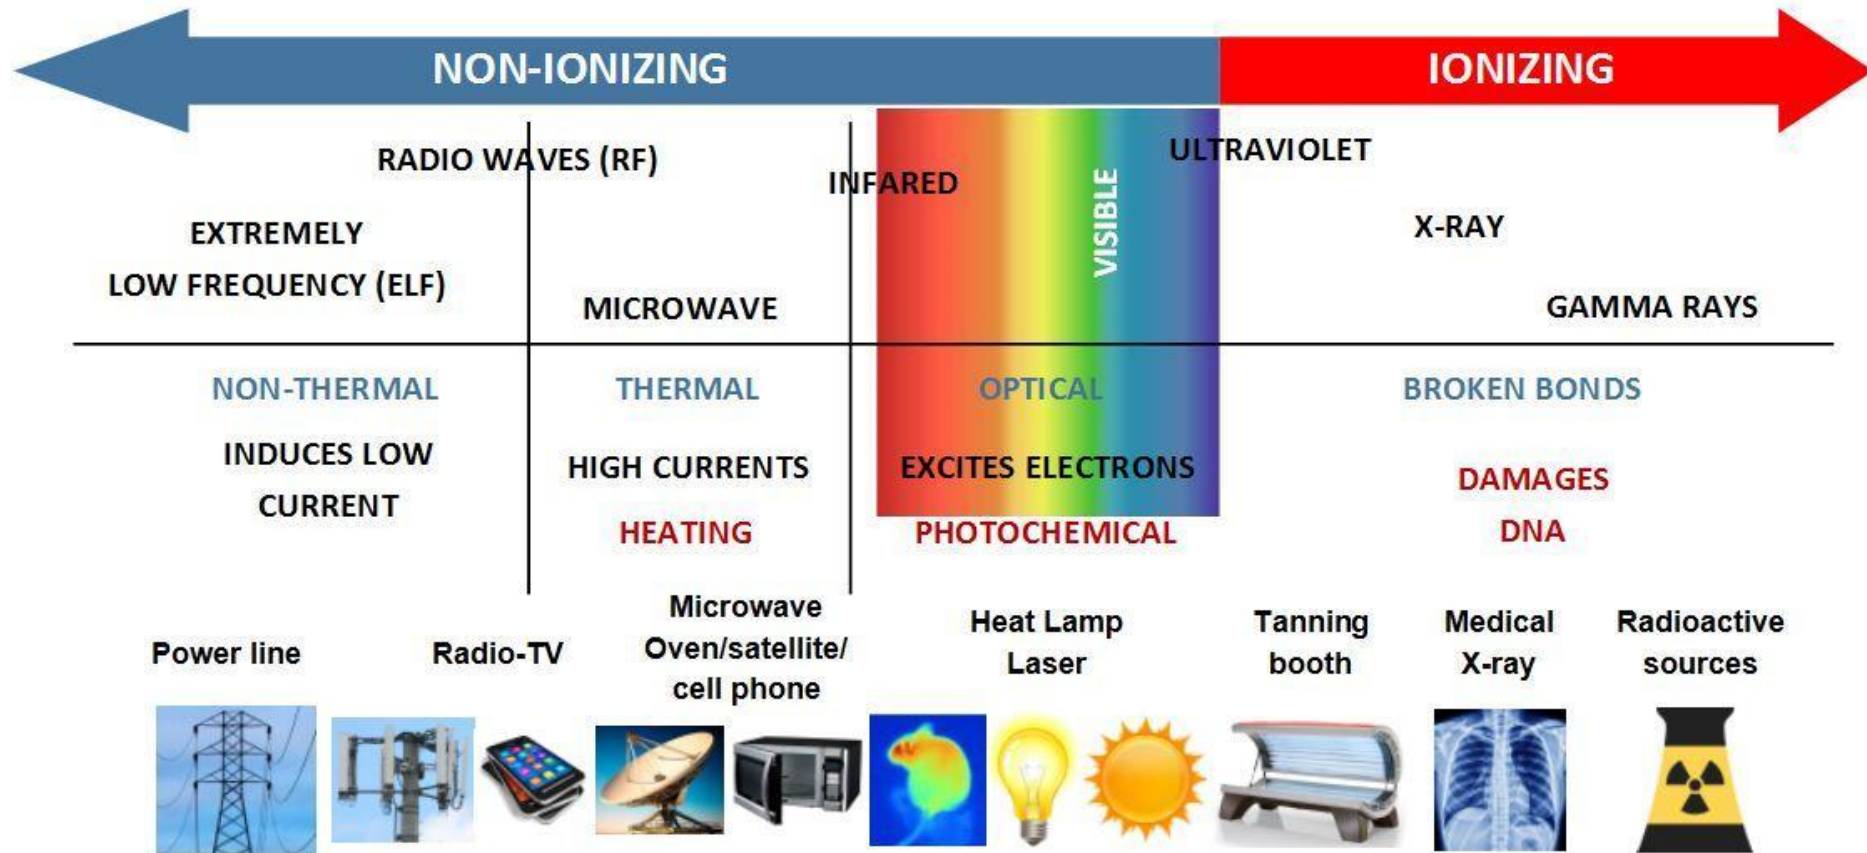 NON-IONIZING
IONIZING
RADIO WAVES (RF)
INFARED
VISIBLE
ULTRAVIOLET
EXTREMELY
LOW FREQUENCY (ELF)
MICROWAVE
X-RAY
GAMMA RAYS
NON-THERMAL
THERMAL
OPTICAL
BROKEN BONDS
INDUCES LOW
CURRENT
HIGH CURRENTS
HEATING
EXCITES ELECTRONS
PHOTOCHEMICAL
DAMAGES
DNA
Power line
Radio-TV
Microwave
Oven/satellite/
cell phone
Heat Lamp
Laser
Tanning
booth
Medical
X-ray
Radioactive
sources